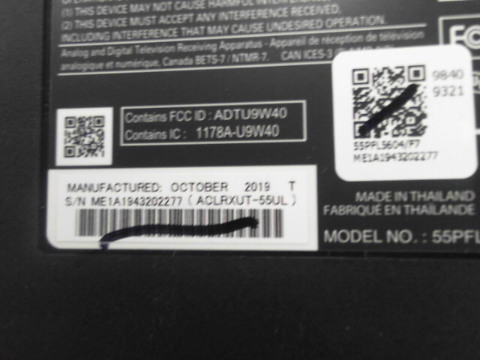 (1) THIS DEVICE MAY NOT CAUSE HARMFUL INTERFERENCE
(2) THIS DEVICE MUST ACCEPT ANY INTERFERENCE RECEIVED,
INCLUDING INTERFERENCE THAT MAY CAUSE UNDESIRED OPERATION.
Analog and Digital Television Receiving Apparatus - Appareil de réception de télévision
analogique et numérique, Canada BETS-7 / NTMR-7, CAN ICES-3
FC
9840
9321
55PFL5604/F7
ME1A1943202277
Contains FCC ID : ADTU9W40
Contains IC : 1178A-U9W40
MANUFACTURED: OCTOBER 2019 T
S/N ME1A1943202277 ( ACLRXUT-55UL )
MADE IN THAILAND
FABRIQUÉ EN THAÏLANDE
MODEL NO. : 55PFL